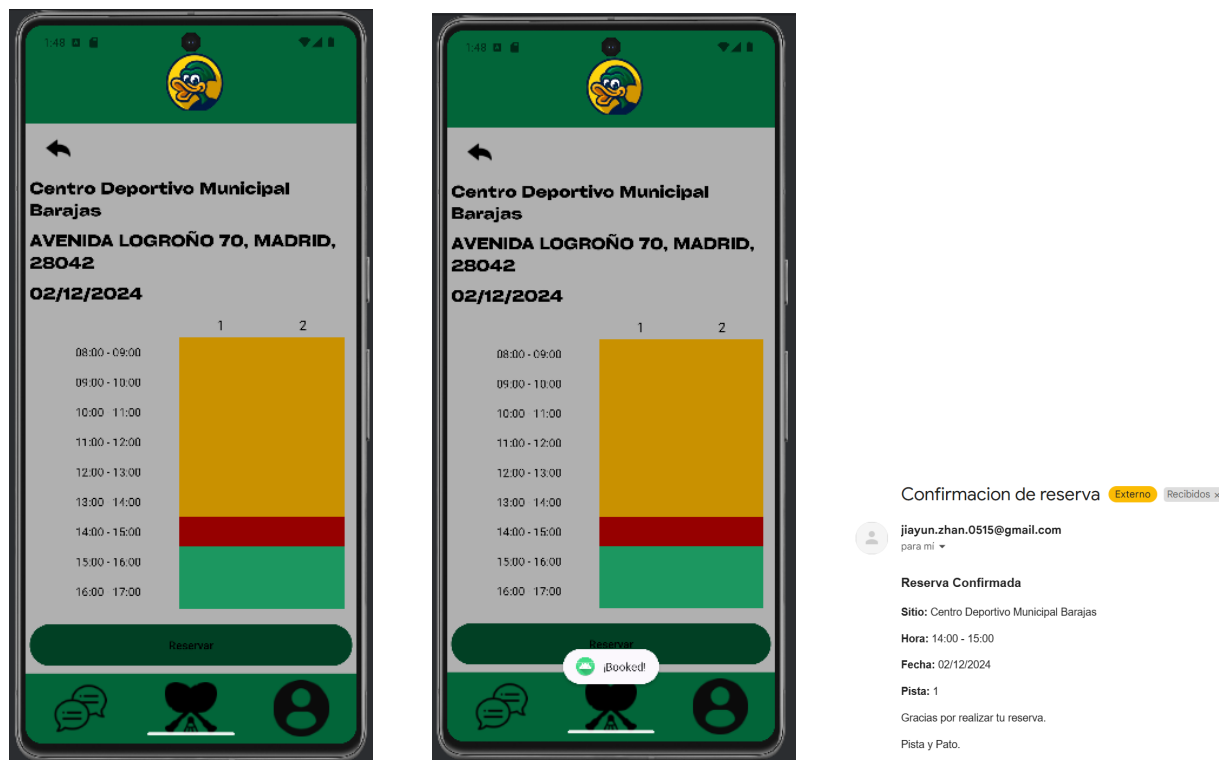 1:48
Centro Deportivo Municipal
Barajas
AVENIDA LOGROÑO 70, MADRID,
28042
02/12/2024
1 2
08:00 - 09:00
09:00 - 10:00
10:00 11:00
11:00 - 12:00
12:00 - 13:00
13:00 14:00
14:00 - 15:00
15:00 - 16:00
16:00 17:00
Reservar
1:48
Centro Deportivo Municipal
Barajas
AVENIDA LOGROÑO 70, MADRID,
28042
02/12/2024
1 2
08:00 - 09:00
09:00 - 10:00
10:00 11:00
11:00 - 12:00
12:00 - 13:00
13:00 14:00
14:00 - 15:00
15:00 - 16:00
16:00 17:00
Reservar
¡Booked!
Confirmacion de reserva Externo Recibidos x
jiayun.zhan.0515@gmail.com
para mí
Reserva Confirmada
Sitio: Centro Deportivo Municipal Barajas
Hora: 14:00 - 15:00
Fecha: 02/12/2024
Pista: 1
Gracias por realizar tu reserva.
Pista y Pato.